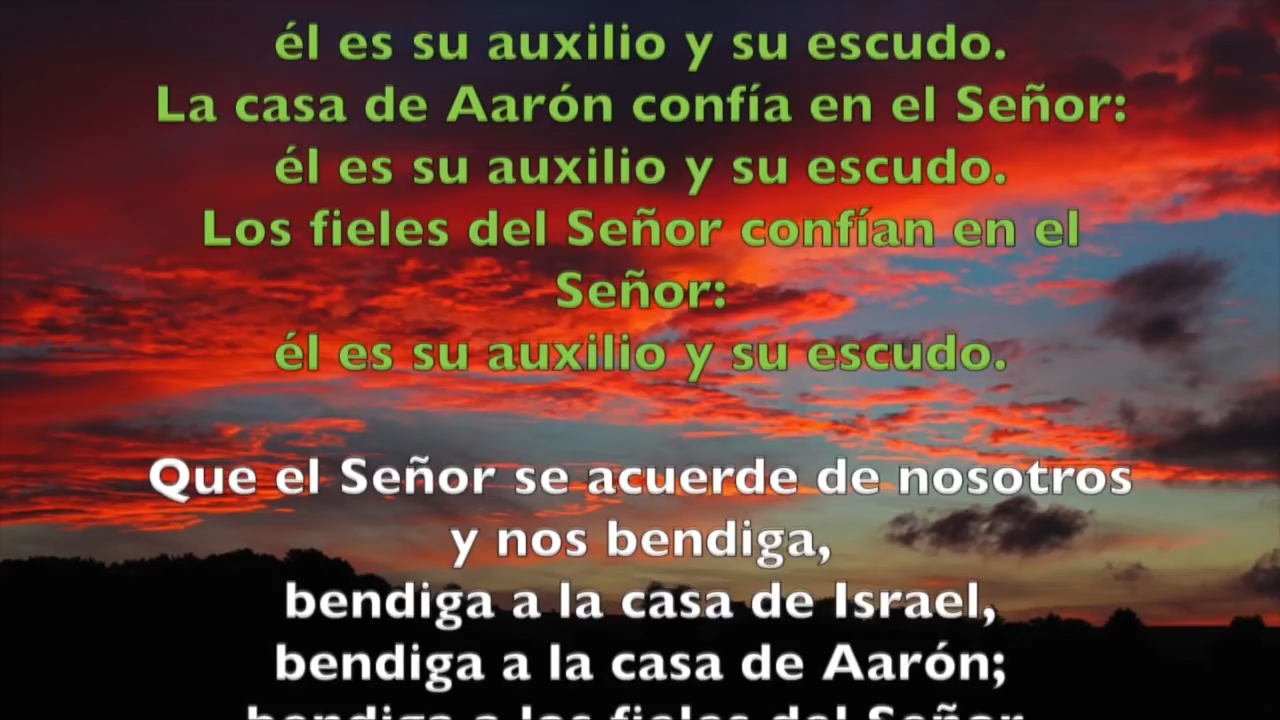 él es su auxilio y su escudo.
La casa de Aarón confía en el Señor:
él es su auxilio y su escudo.
Los fieles del Señor confían en el
Señor:
él es su auxilio y su escudo.
Que el Señor se acuerde de nosotros
y nos bendiga,
bendiga a la casa de Israel,
bendiga a la casa de Aarón;
bendiga a los fieles del Señor